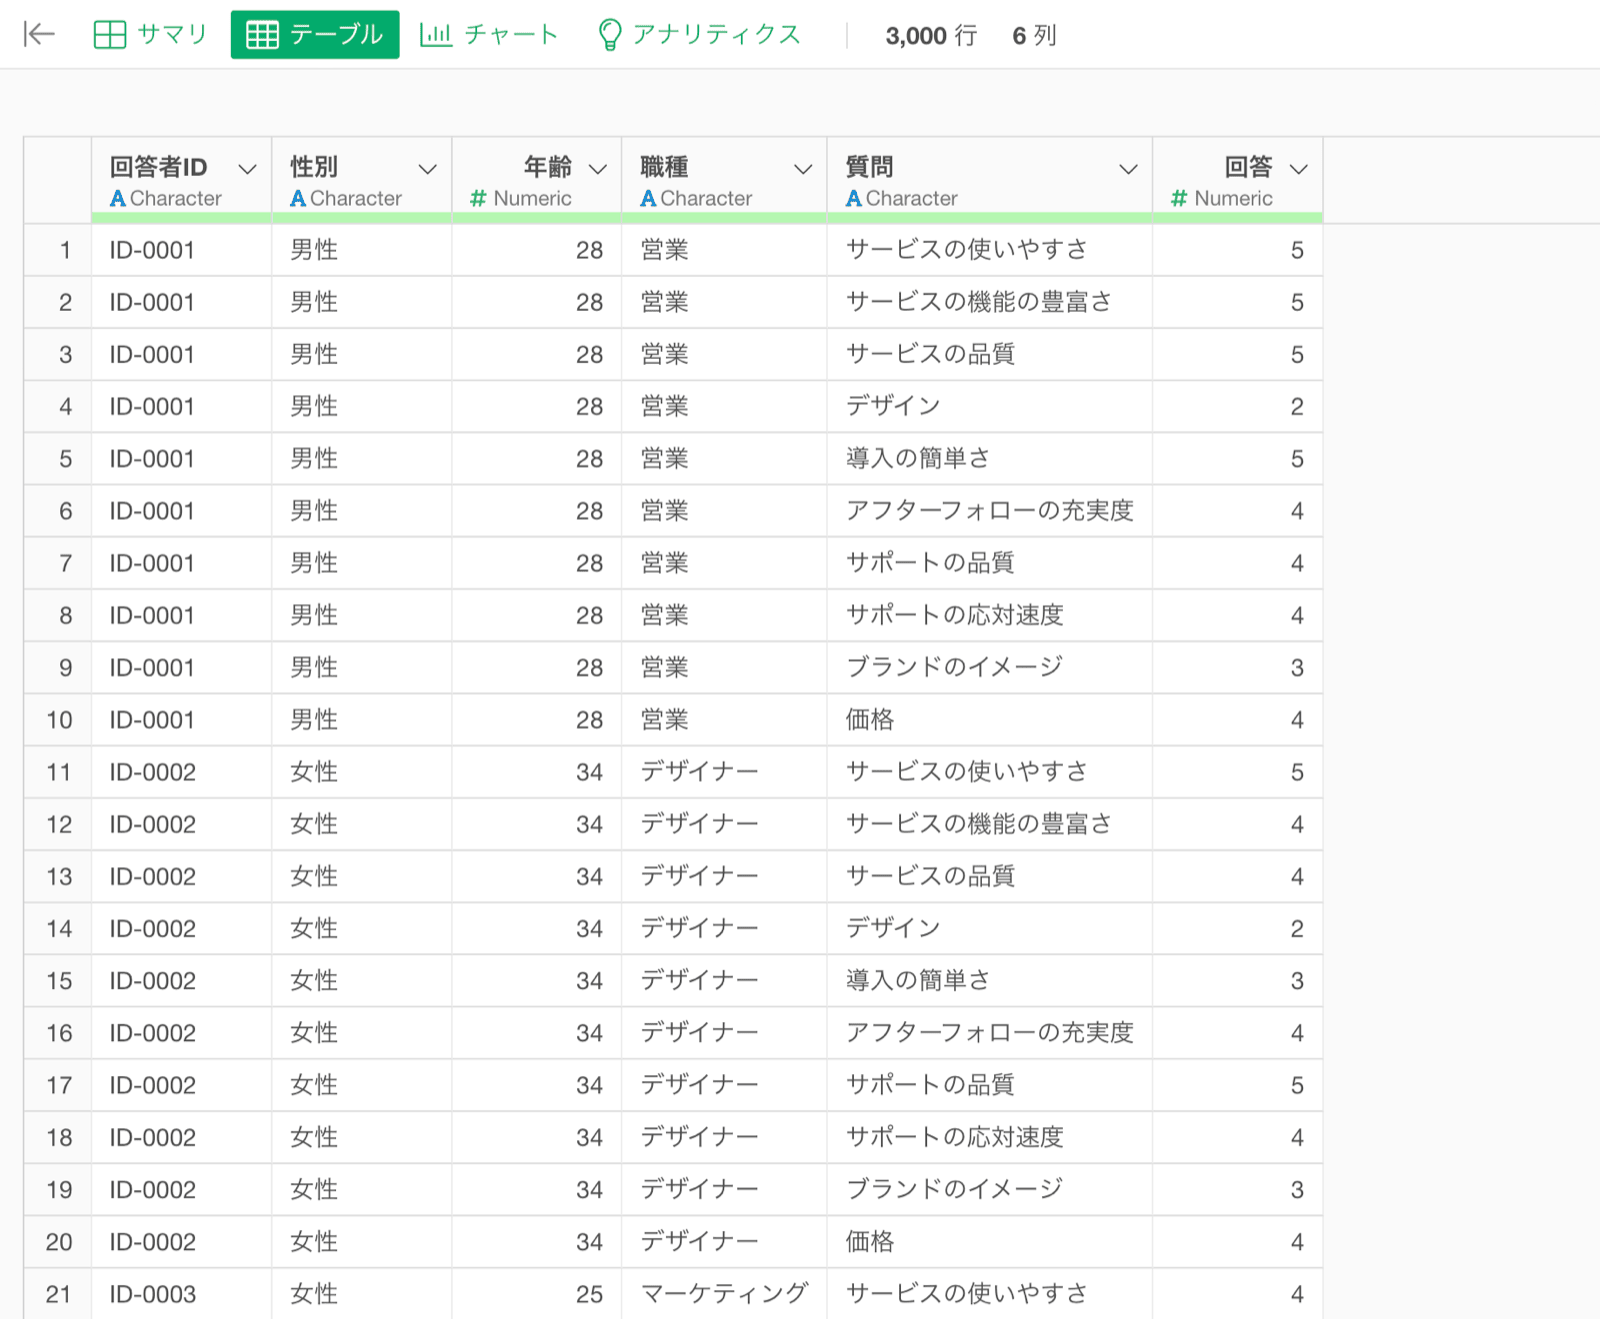 サマリ テーブル チャート アナリティクス 3,000 行 6 列
回答者ID 性別 年齢 職種 質問 回答
Character Character Numeric Character Character Numeric
1 ID-0001 男性 28 営業 サービスの使いやすさ 5
2 ID-0001 男性 28 営業 サービスの機能の豊富さ 5
3 ID-0001 男性 28 営業 サービスの品質 5
4 ID-0001 男性 28 営業 デザイン 2
5 ID-0001 男性 28 営業 導入の簡単さ 5
6 ID-0001 男性 28 営業 アフターフォローの充実度 4
7 ID-0001 男性 28 営業 サポートの品質 4
8 ID-0001 男性 28 営業 サポートの応対速度 4
9 ID-0001 男性 28 営業 ブランドのイメージ 3
10 ID-0001 男性 28 営業 価格 4
11 ID-0002 女性 34 デザイナー サービスの使いやすさ 5
12 ID-0002 女性 34 デザイナー サービスの機能の豊富さ 4
13 ID-0002 女性 34 デザイナー サービスの品質 4
14 ID-0002 女性 34 デザイナー デザイン 2
15 ID-0002 女性 34 デザイナー 導入の簡単さ 3
16 ID-0002 女性 34 デザイナー アフターフォローの充実度 4
17 ID-0002 女性 34 デザイナー サポートの品質 5
18 ID-0002 女性 34 デザイナー サポートの応対速度 4
19 ID-0002 女性 34 デザイナー ブランドのイメージ 3
20 ID-0002 女性 34 デザイナー 価格 4
21 ID-0003 女性 25 マーケティング サービスの使いやすさ 4